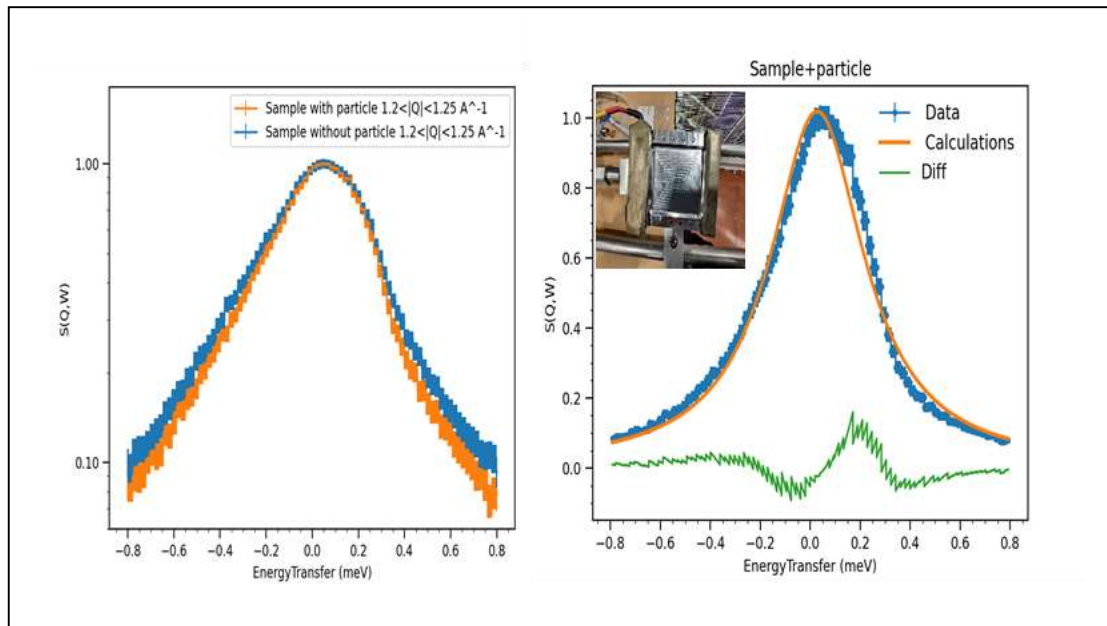 Sample with particle 1.2<|Q|<1.25 A^-1
Sample without particle 1.2<|Q|<1.25 A^-1
1.00
0.10
S(Q,W)
−0.8 −0.6 −0.4 −0.2 0.0 0.2 0.4 0.6 0.8
EnergyTransfer (meV)
Sample+particle
Data
Calculations
Diff
1.0
0.8
0.6
0.4
0.2
0.0
S(Q,W)
−0.8 −0.6 −0.4 −0.2 0.0 0.2 0.4 0.6 0.8
EnergyTransfer (meV)